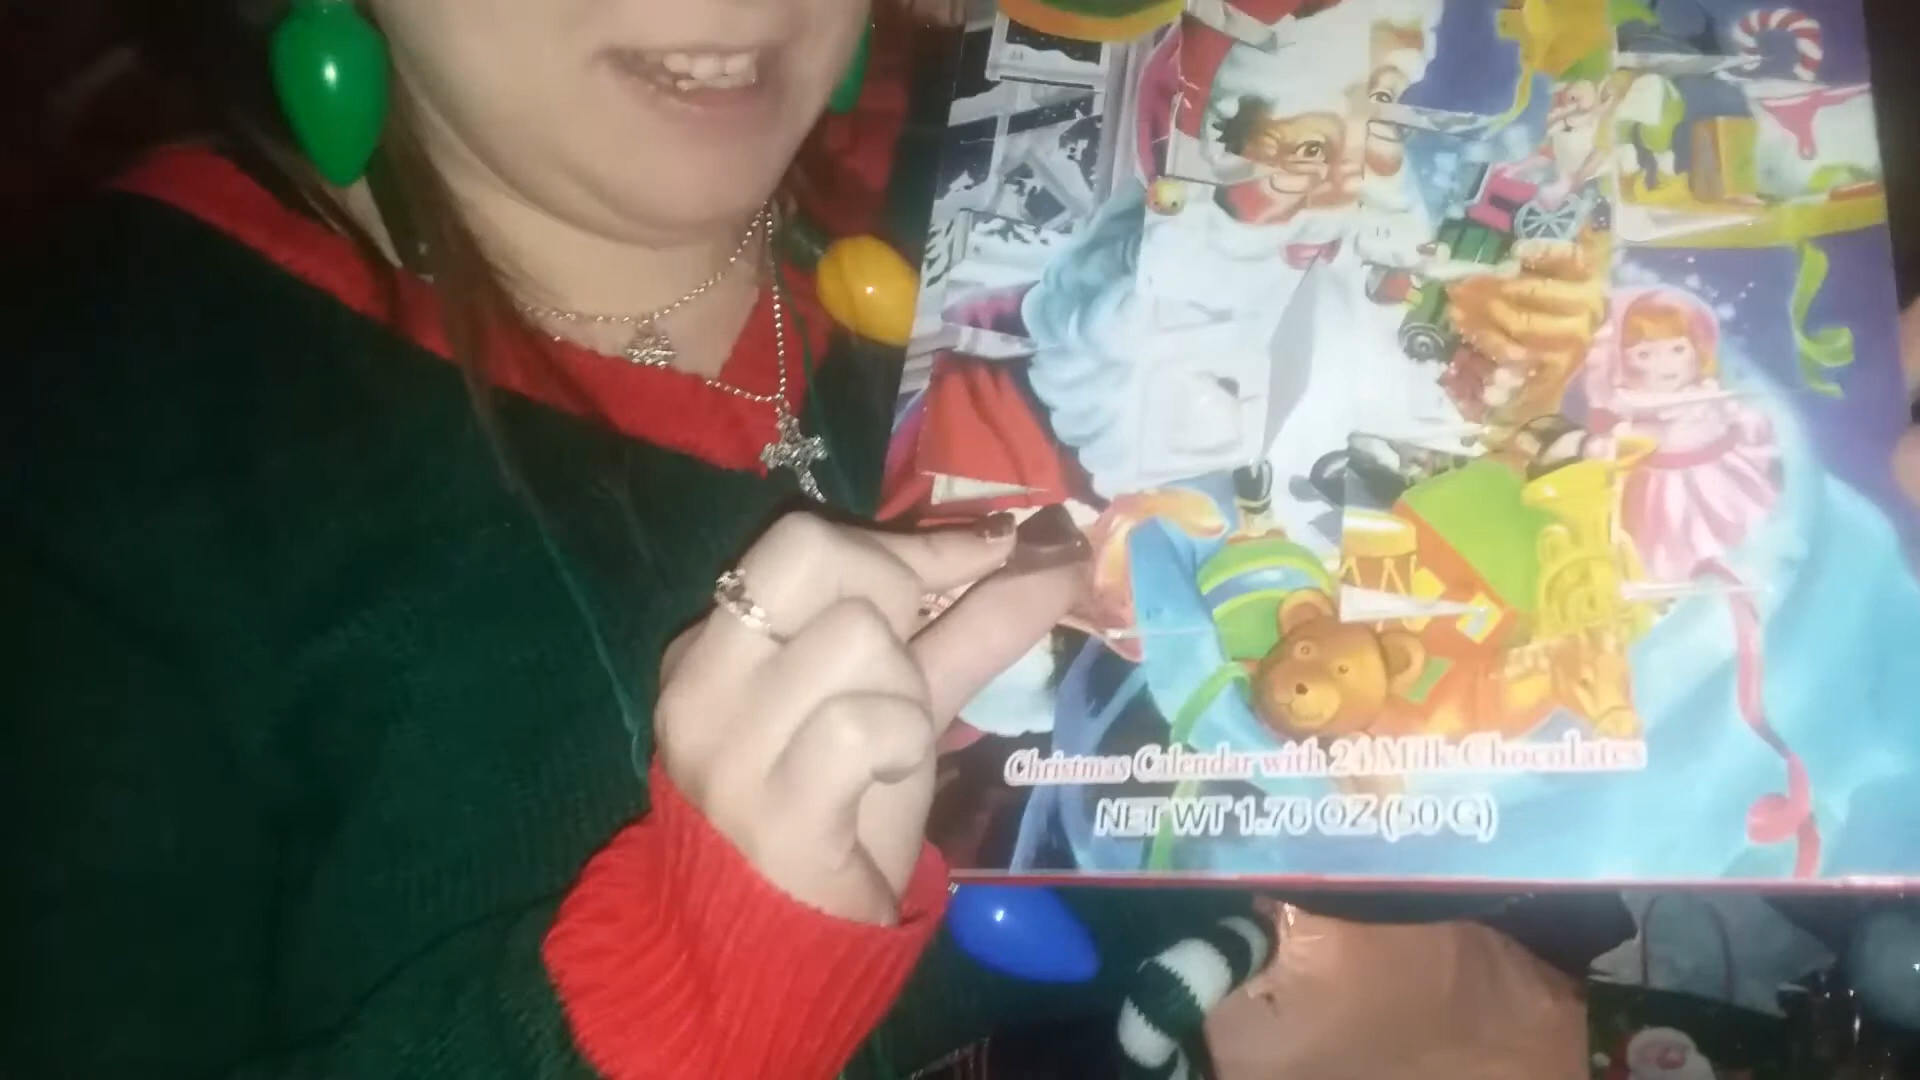 Christmas Calendar with 24 Milk Chocolates
NET WT 1.76 OZ (50 G)